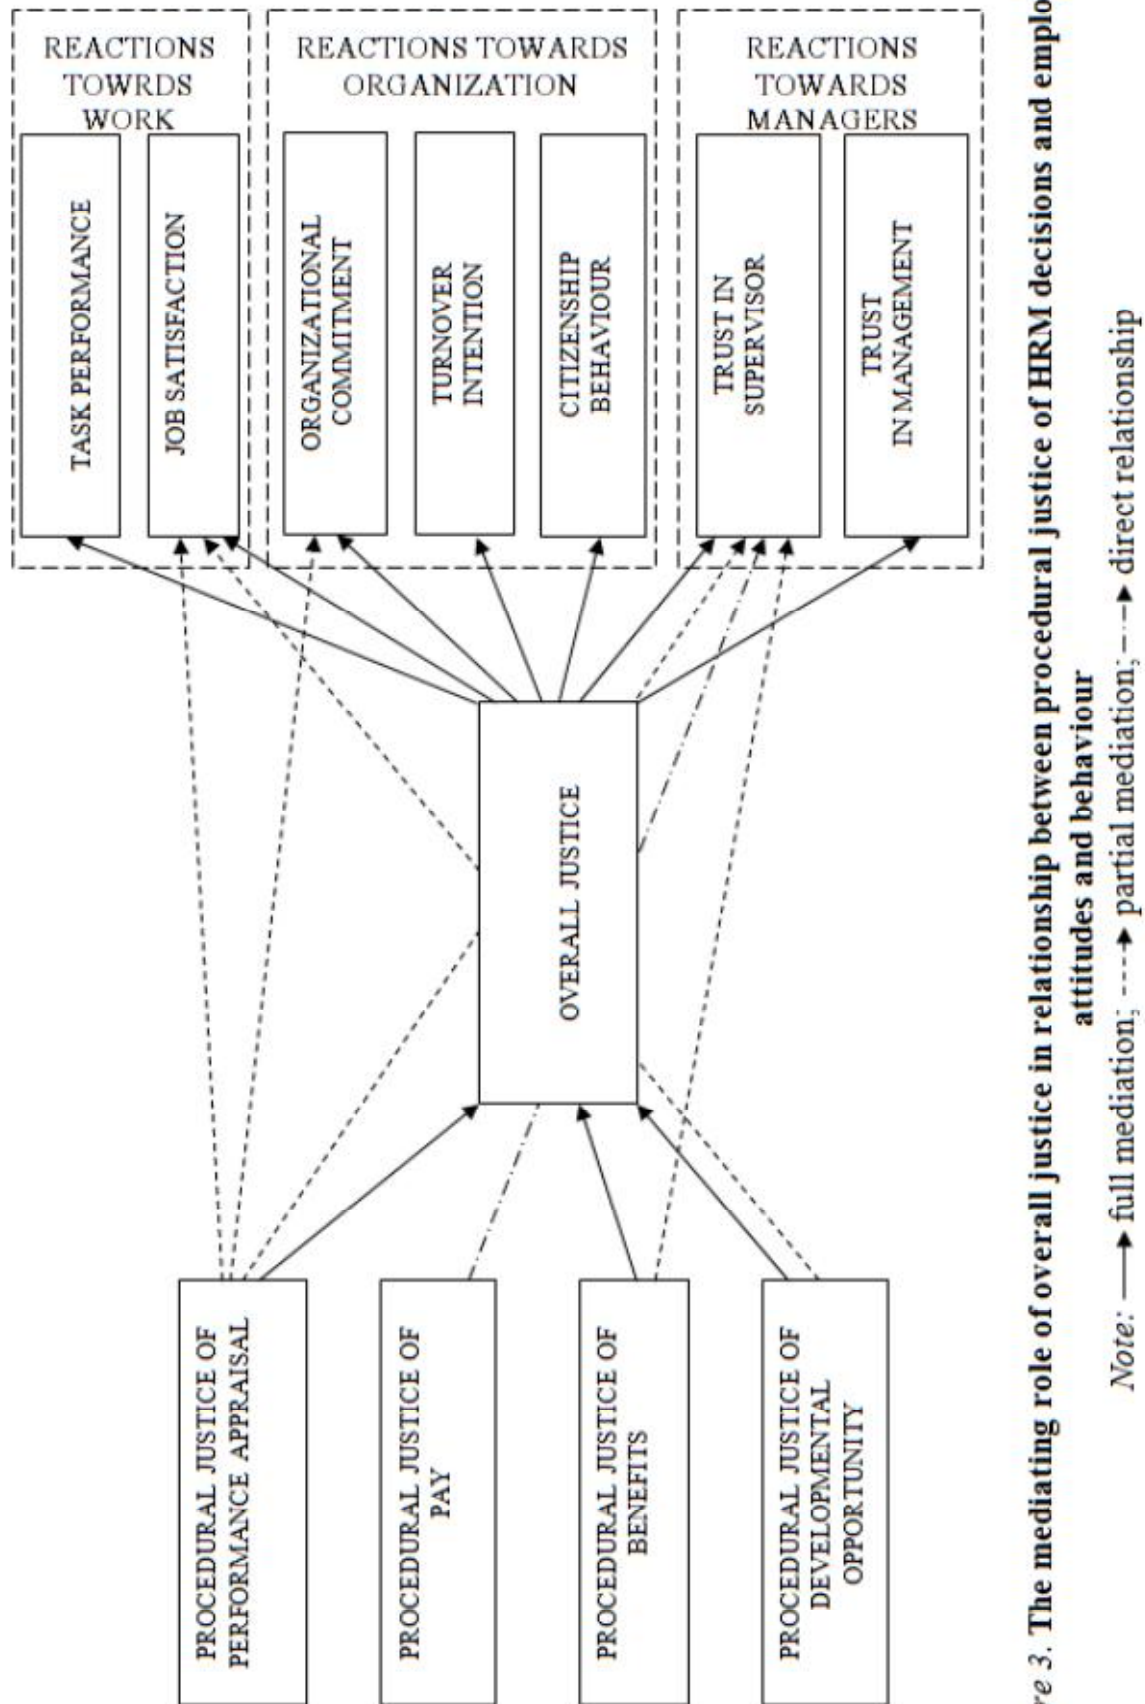 REACTIONS
TOWRDS
WORK
TASK PERFORMANCE
JOB SATISFACTION
REACTIONS TOWARDS
ORGANIZATION
ORGANIZATIONAL
COMMITMENT
TURNOVER
INTENTION
CITIZENSHIP
BEHAVIOUR
REACTIONS
TOWARDS
MANAGERS
TRUST IN
SUPERVISOR
TRUST
IN MANAGEMENT
OVERALL JUSTICE
PROCEDURAL JUSTICE OF
PERFORMANCE APPRAISAL
PROCEDURAL JUSTICE OF
PAY
PROCEDURAL JUSTICE OF
BENEFITS
PROCEDURAL JUSTICE OF
DEVELOPMENTAL
OPPORTUNITY
re 3. The mediating role of overall justice in relationship between procedural justice of HRM decisions and emplo
attitudes and behaviour
Note: full mediation; partial mediation; direct relationship